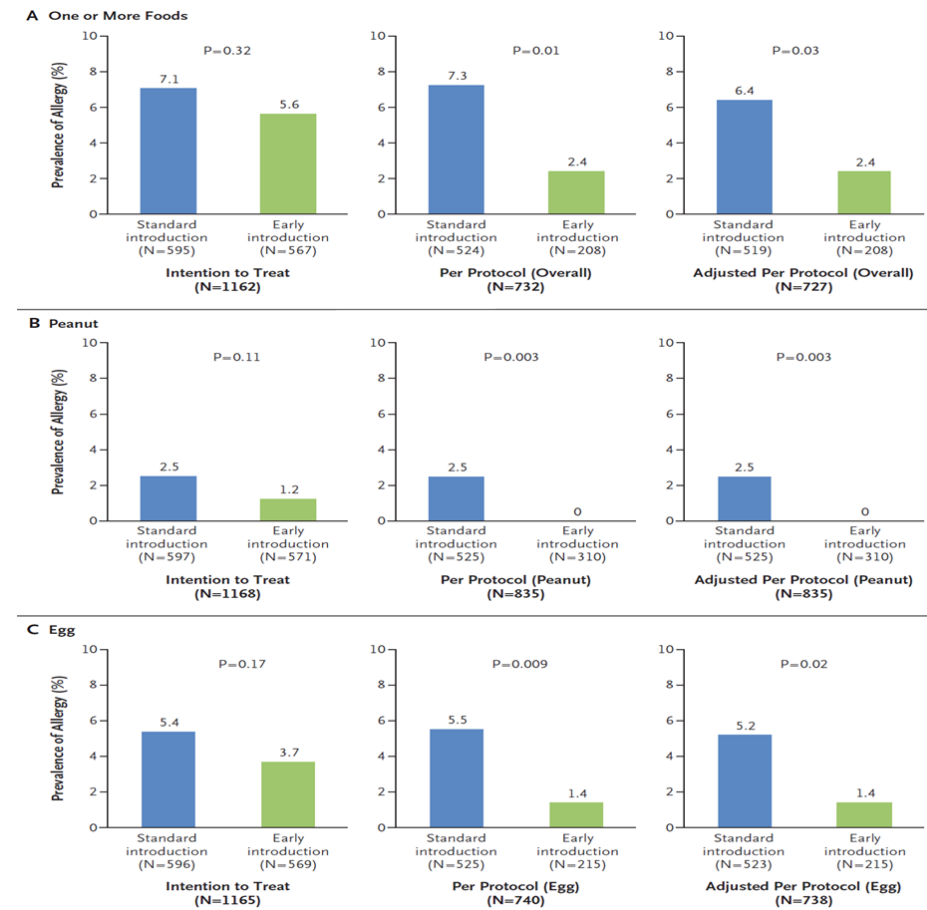 A One or More Foods
Prevalence of Allergy (%)
10
8
6
4
2
0
P=0.32
7.1
5.6
Standard introduction (N=595)
Early introduction (N=567)
Intention to Treat
(N=1162)
10
8
6
4
2
0
P=0.01
7.3
2.4
Standard introduction (N=524)
Early introduction (N=208)
Per Protocol (Overall)
(N=732)
10
8
6
4
2
0
P=0.03
6.4
2.4
Standard introduction (N=519)
Early introduction (N=208)
Adjusted Per Protocol (Overall)
(N=727)
B Peanut
Prevalence of Allergy (%)
10
8
6
4
2
0
P=0.11
2.5
1.2
Standard introduction (N=597)
Early introduction (N=571)
Intention to Treat
(N=1168)
10
8
6
4
2
0
P=0.003
2.5
0
Standard introduction (N=525)
Early introduction (N=310)
Per Protocol (Peanut)
(N=835)
10
8
6
4
2
0
P=0.003
2.5
0
Standard introduction (N=525)
Early introduction (N=310)
Adjusted Per Protocol (Peanut)
(N=835)
C Egg
Prevalence of Allergy (%)
10
8
6
4
2
0
P=0.17
5.4
3.7
Standard introduction (N=596)
Early introduction (N=569)
Intention to Treat
(N=1165)
10
8
6
4
2
0
P=0.009
5.5
1.4
Standard introduction (N=525)
Early introduction (N=215)
Per Protocol (Egg)
(N=740)
10
8
6
4
2
0
P=0.02
5.2
1.4
Standard introduction (N=523)
Early introduction (N=215)
Adjusted Per Protocol (Egg)
(N=738)